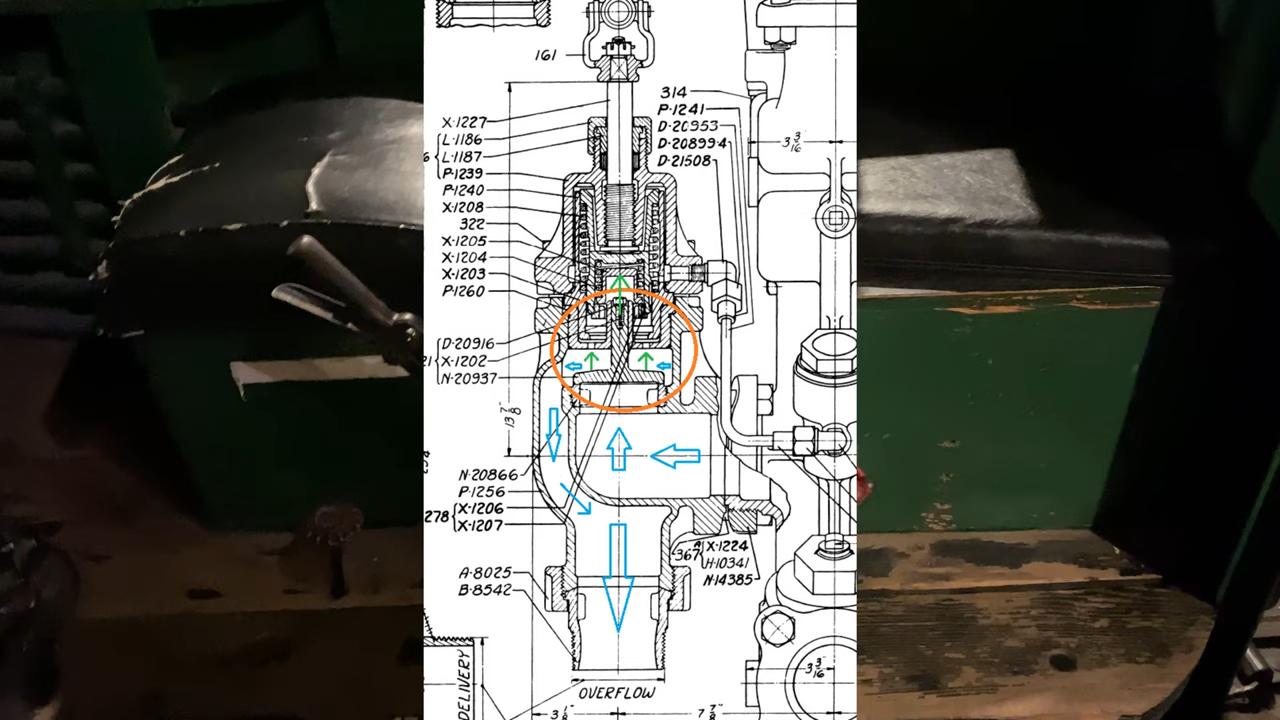 161
X-1227
L-1186
L-1187
P-1239
P-1240
X-1208
322
X-1205
X-1204
X-1203
P-1260
D-20916
X-1202
N-20937
314
P-1241
D-20953
D-20899-4
D-21508
3 3/16"
13 7/8"
N-20866
P-1256
278 X-1206
X-1207
A-8025
B-8542
367 X-1224
H-10341
N-14385
DELIVERY
OVERFLOW
3 1/8"
7 7/8"
3 3/16"